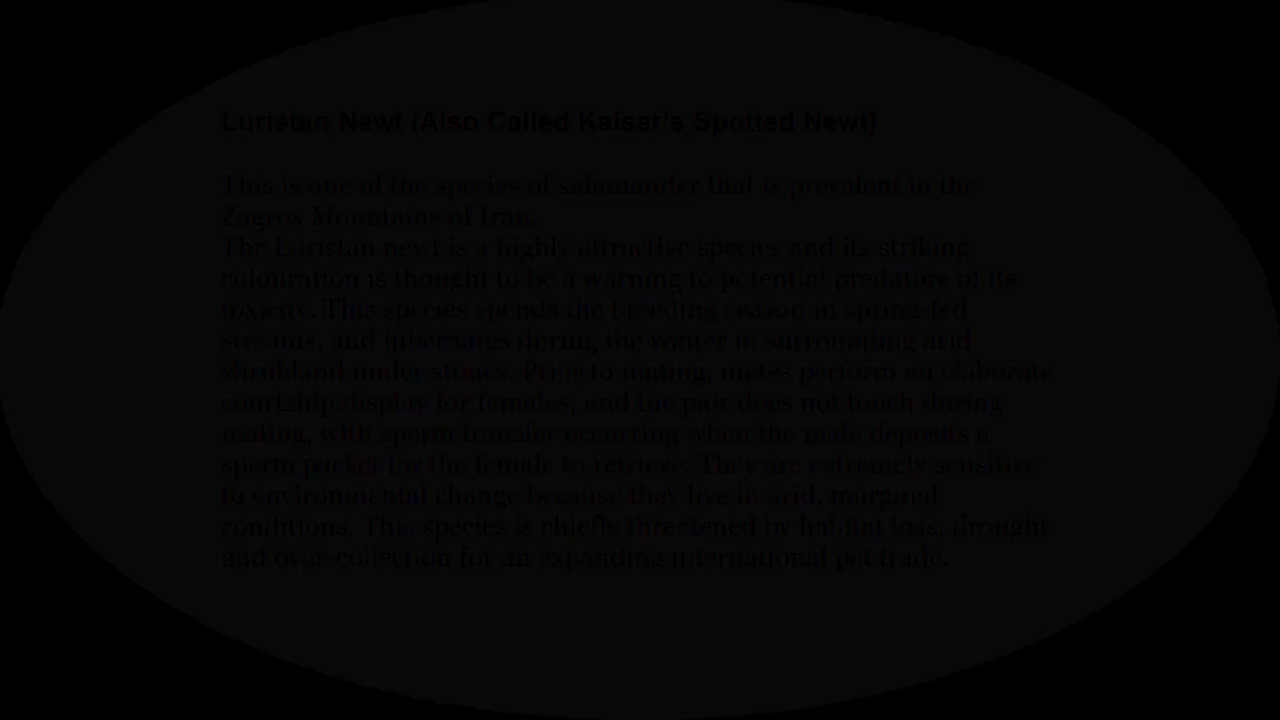 Luristan Newt (Also Called Kaiser's Spotted Newt)
This is one of the species of salamander that is prevalent in the
Zagros Mountains of Iran.
The Luristan newt is a highly attractive species and its striking
colouration is thought to be a warning to potential predators of its
toxicity. This species spends the breeding season in spring-fed
streams, and hibernates during the winter in surrounding arid
shrubland under stones. Prior to mating, males perform an elaborate
courtship display for females, and the pair does not touch during
mating, with sperm transfer occurring when the male deposits a
sperm packet for the female to retrieve. They are extremely sensitive
to environmental change because they live in arid, marginal
conditions. This species is chiefly threatened by habitat loss, drought
and over-collection for an expanding international pet trade.